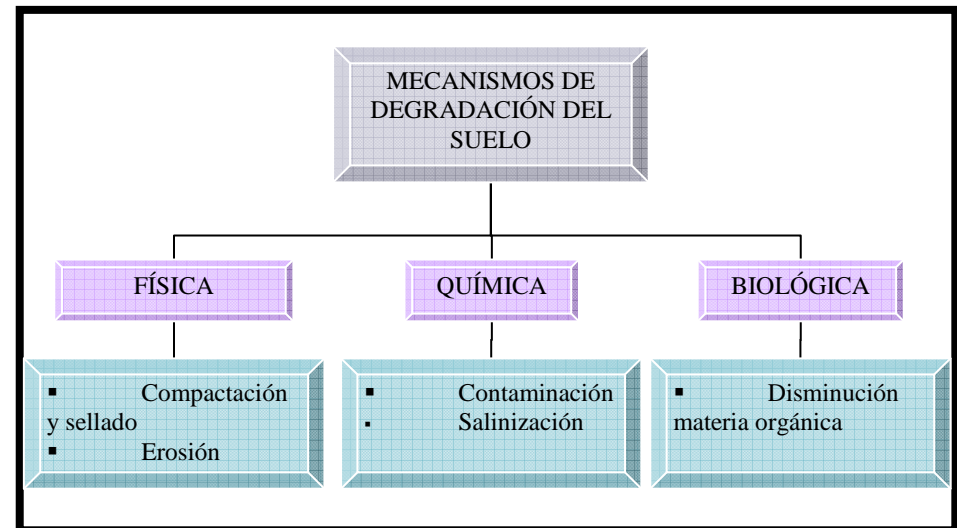 MECANISMOS DE
DEGRADACIÓN DEL
SUELO
FÍSICA
QUÍMICA
BIOLÓGICA
▪ Compactación
y sellado
▪ Erosión
▪ Contaminación
▪ Salinización
▪ Disminución
materia orgánica